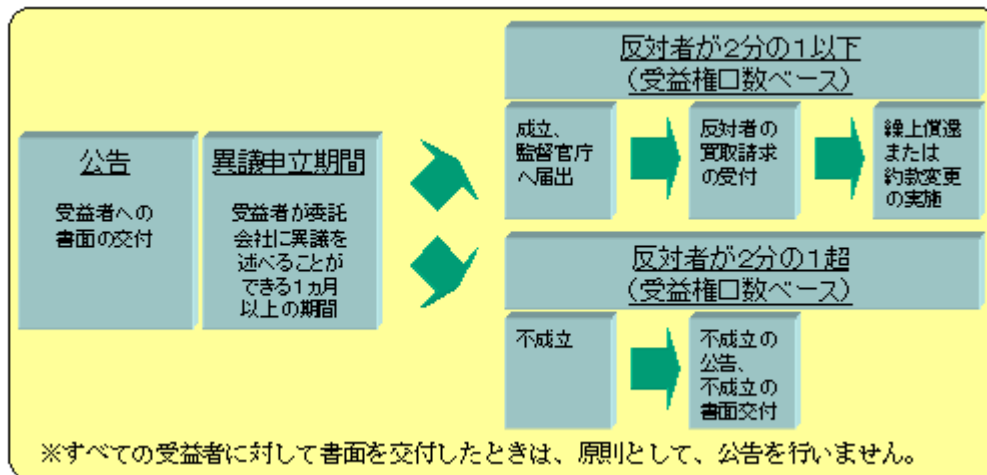 公告
受益者への
書面の交付
異議申立期間
受益者が委託
会社に異議を
述べることが
できる1ヵ月
以上の期間
反対者が2分の1以下
(受益権口数ベース)
成立、
監督官庁
へ届出
反対者の
買取請求
の受付
繰上償還
または
約款変更
の実施
反対者が2分の1超
(受益権口数ベース)
不成立
不成立の
公告、
不成立の
書面交付
※すべての受益者に対して書面を交付したときは、原則として、公告を行いません。